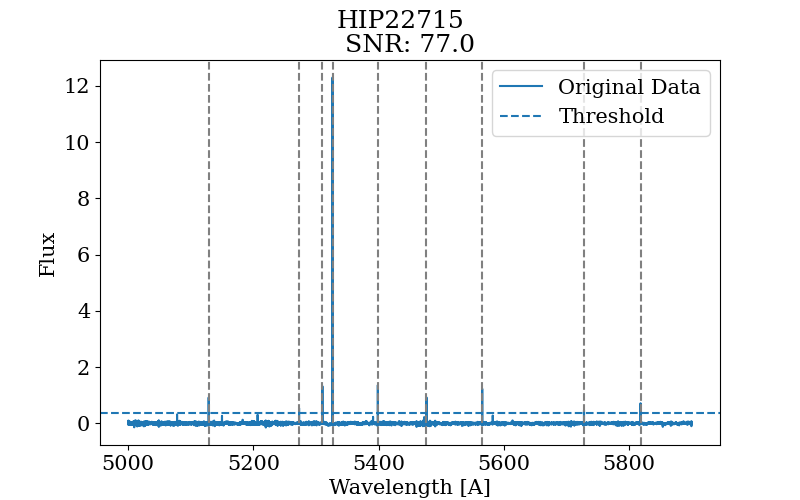 HIP22715
SNR: 77.0
Original Data
Threshold
12
10
8
6
4
2
0
Flux
5000 5200 5400 5600 5800
Wavelength [A]